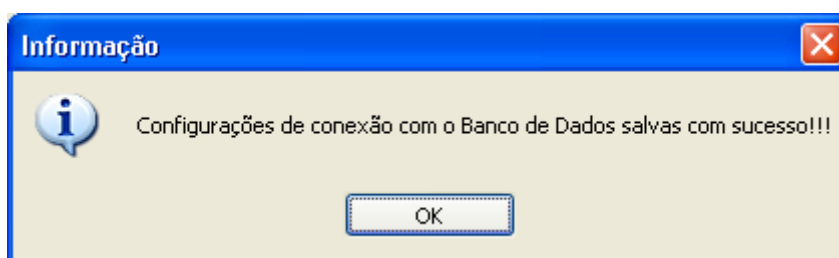 Informação
Configurações de conexão com o Banco de Dados salvas com sucesso!!!
OK